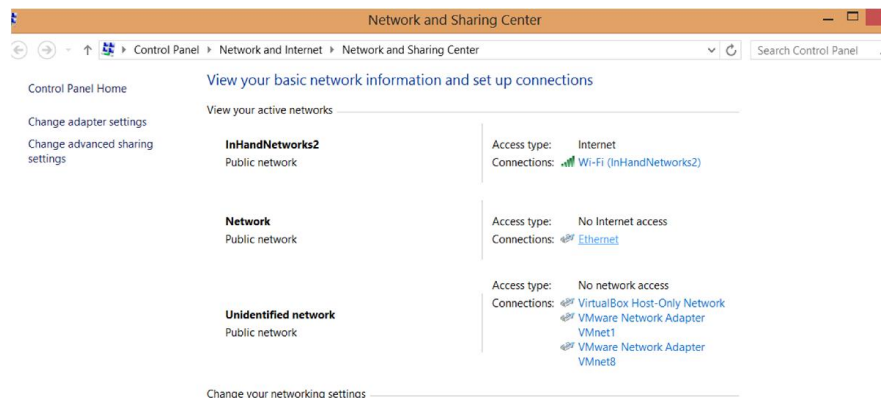 Network and Sharing Center
Control Panel ▸ Network and Internet ▸ Network and Sharing Center
Search Control Panel
Control Panel Home
Change adapter settings
Change advanced sharing
settings
View your basic network information and set up connections
View your active networks
InHandNetworks2
Public network
Access type: Internet
Connections: Wi-Fi (InHandNetworks2)
Network
Public network
Access type: No Internet access
Connections: Ethernet
Unidentified network
Public network
Access type: No network access
Connections: VirtualBox Host-Only Network
VMware Network Adapter
VMnet1
VMware Network Adapter
VMnet8
Change your networking settings